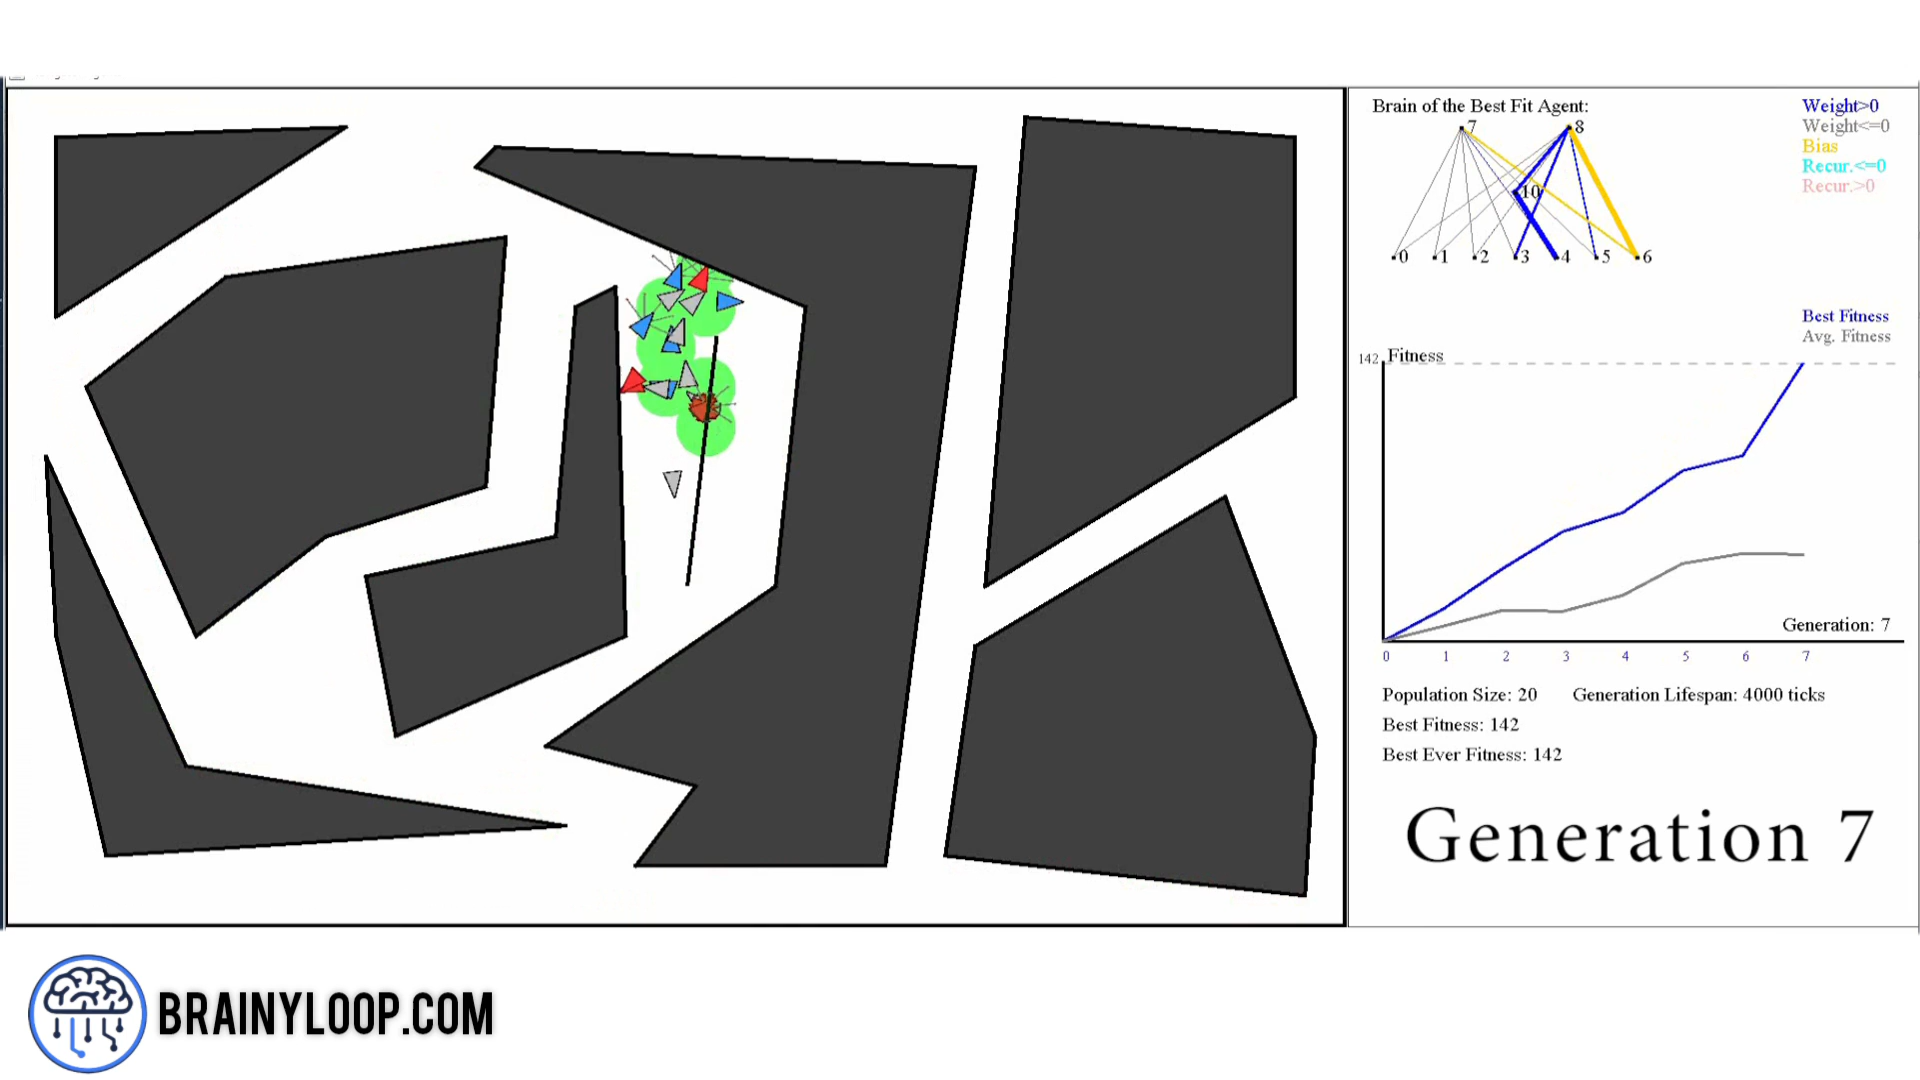 Brain of the Best Fit Agent:
Weight>0
Weight<=0
Bias
Recur.<=0
Recur.>0
7
8
10
0
1
2
3
4
5
6
Best Fitness
Avg. Fitness
142
Fitness
Generation: 7
0
1
2
3
4
5
6
7
Population Size: 20
Generation Lifespan: 4000 ticks
Best Fitness: 142
Best Ever Fitness: 142
Generation 7
BRAINYLOOP.COM